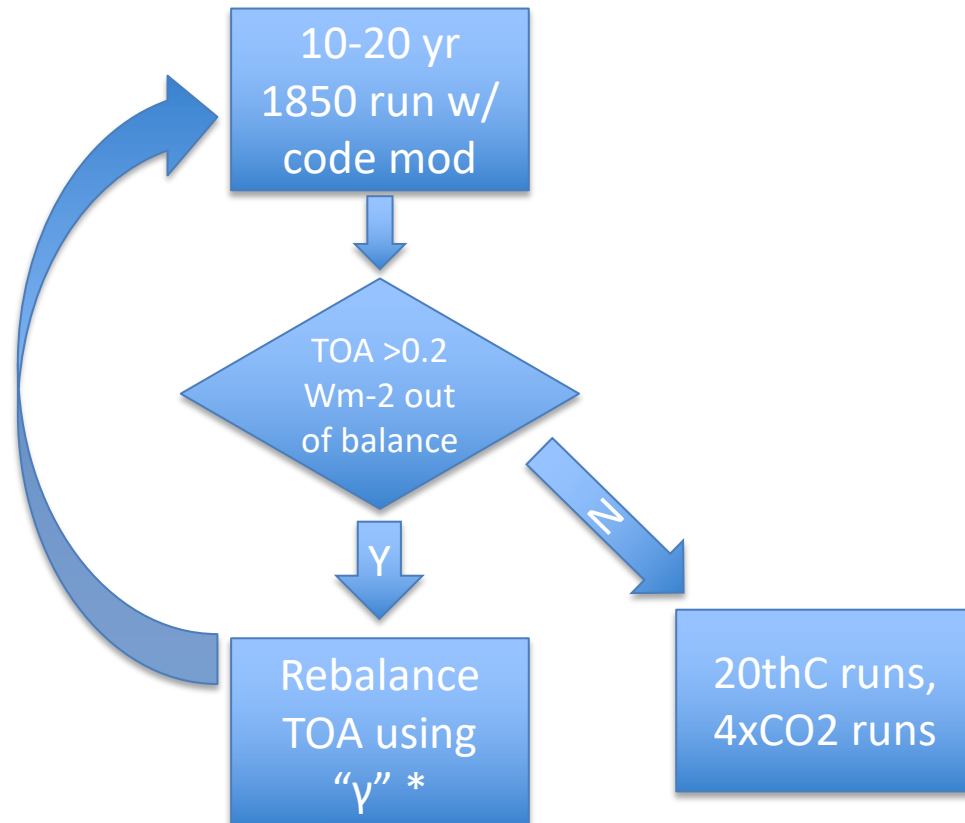 10-20 yr
1850 run w/
code mod
TOA >0.2
Wm-2 out
of balance
N
Y
Rebalance
TOA using
“γ” *
20thC runs,
4xCO2 runs